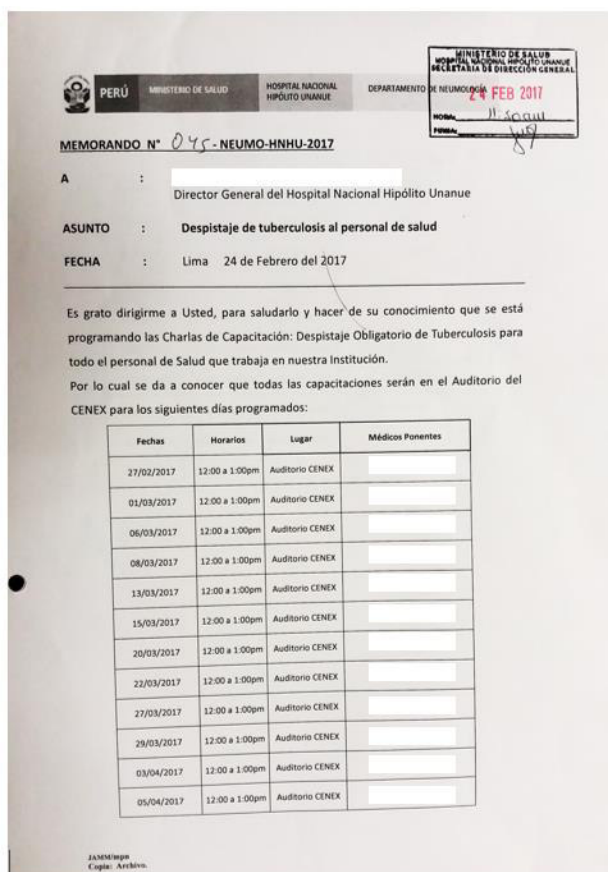 MINISTERIO DE SALUD
HOSPITAL NACIONAL HIPOLITO UNANUE
SECRETARIA DE DIRECCIÓN GENERAL
24 FEB 2017
HORA:
FIRMA:
PERÚ MINISTERIO DE SALUD HOSPITAL NACIONAL HIPÓLITO UNANUE DEPARTAMENTO DE NEUMOLOGÍA
MEMORANDO N° 045 - NEUMO-HNHU-2017
A :
Director General del Hospital Nacional Hipólito Unanue
ASUNTO : Despistaje de tuberculosis al personal de salud
FECHA : Lima 24 de Febrero del 2017
Es grato dirigirme a Usted, para saludarlo y hacer de su conocimiento que se está
programando las Charlas de Capacitación: Despistaje Obligatorio de Tuberculosis para
todo el personal de Salud que trabaja en nuestra Institución.
Por lo cual se da a conocer que todas las capacitaciones serán en el Auditorio del
CENEX para los siguientes días programados:
Fechas Horarios Lugar Médicos Ponentes
27/02/2017 12:00 a 1:00pm Auditorio CENEX
01/03/2017 12:00 a 1:00pm Auditorio CENEX
06/03/2017 12:00 a 1:00pm Auditorio CENEX
08/03/2017 12:00 a 1:00pm Auditorio CENEX
13/03/2017 12:00 a 1:00pm Auditorio CENEX
15/03/2017 12:00 a 1:00pm Auditorio CENEX
20/03/2017 12:00 a 1:00pm Auditorio CENEX
22/03/2017 12:00 a 1:00pm Auditorio CENEX
27/03/2017 12:00 a 1:00pm Auditorio CENEX
29/03/2017 12:00 a 1:00pm Auditorio CENEX
03/04/2017 12:00 a 1:00pm Auditorio CENEX
05/04/2017 12:00 a 1:00pm Auditorio CENEX
JAMM/mpn
Copia: Archivo.